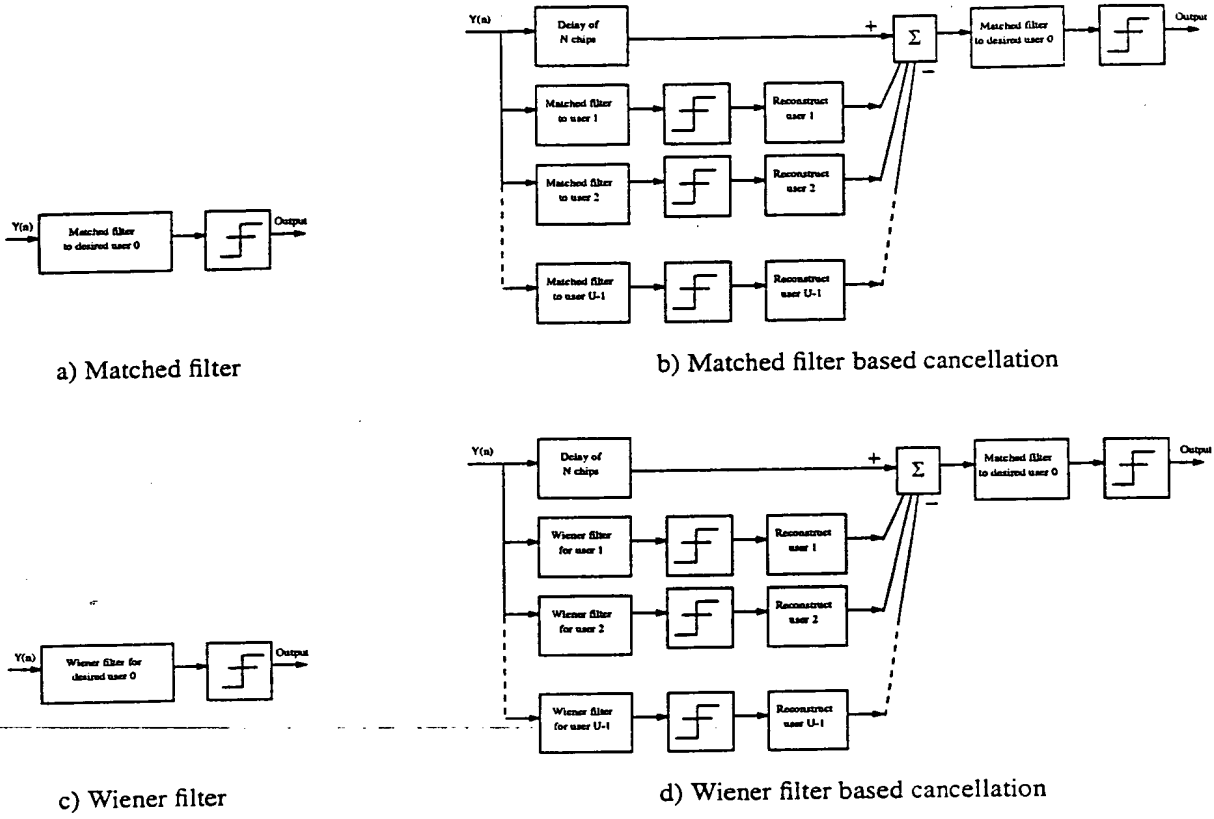 Y(n)
Delay of
N chips
+
Σ
−
Matched filter
to desired user 0
Output
Matched filter
to user 1
Reconstruct
user 1
Matched filter
to user 2
Reconstruct
user 2
Matched filter
to user U-1
Reconstruct
user U-1
Y(n)
Matched filter
to desired user 0
Output
a) Matched filter
b) Matched filter based cancellation
Y(n)
Delay of
N chips
+
Σ
−
Matched filter
to desired user 0
Output
Wiener filter
for user 1
Reconstruct
user 1
Wiener filter
for user 2
Reconstruct
user 2
Wiener filter
for user U-1
Reconstruct
user U-1
Y(n)
Wiener filter for
desired user 0
Output
c) Wiener filter
d) Wiener filter based cancellation